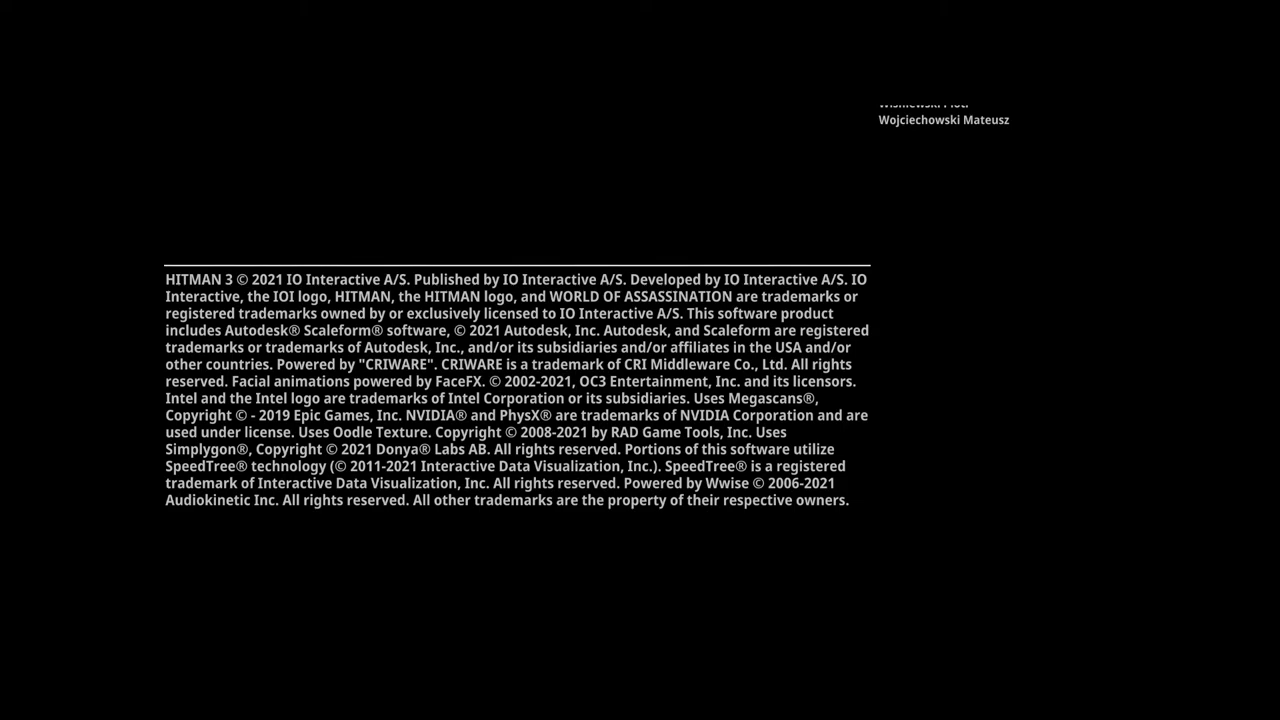 Wojciechowski Mateusz
HITMAN 3 © 2021 IO Interactive A/S. Published by IO Interactive A/S. Developed by IO Interactive A/S. IO
Interactive, the IOI logo, HITMAN, the HITMAN logo, and WORLD OF ASSASSINATION are trademarks or
registered trademarks owned by or exclusively licensed to IO Interactive A/S. This software product
includes Autodesk® Scaleform® software, © 2021 Autodesk, Inc. Autodesk, and Scaleform are registered
trademarks or trademarks of Autodesk, Inc., and/or its subsidiaries and/or affiliates in the USA and/or
other countries. Powered by "CRIWARE". CRIWARE is a trademark of CRI Middleware Co., Ltd. All rights
reserved. Facial animations powered by FaceFX. © 2002-2021, OC3 Entertainment, Inc. and its licensors.
Intel and the Intel logo are trademarks of Intel Corporation or its subsidiaries. Uses Megascans®,
Copyright © - 2019 Epic Games, Inc. NVIDIA® and PhysX® are trademarks of NVIDIA Corporation and are
used under license. Uses Oodle Texture. Copyright © 2008-2021 by RAD Game Tools, Inc. Uses
Simplygon®, Copyright © 2021 Donya® Labs AB. All rights reserved. Portions of this software utilize
SpeedTree® technology (© 2011-2021 Interactive Data Visualization, Inc.). SpeedTree® is a registered
trademark of Interactive Data Visualization, Inc. All rights reserved. Powered by Wwise © 2006-2021
Audiokinetic Inc. All rights reserved. All other trademarks are the property of their respective owners.